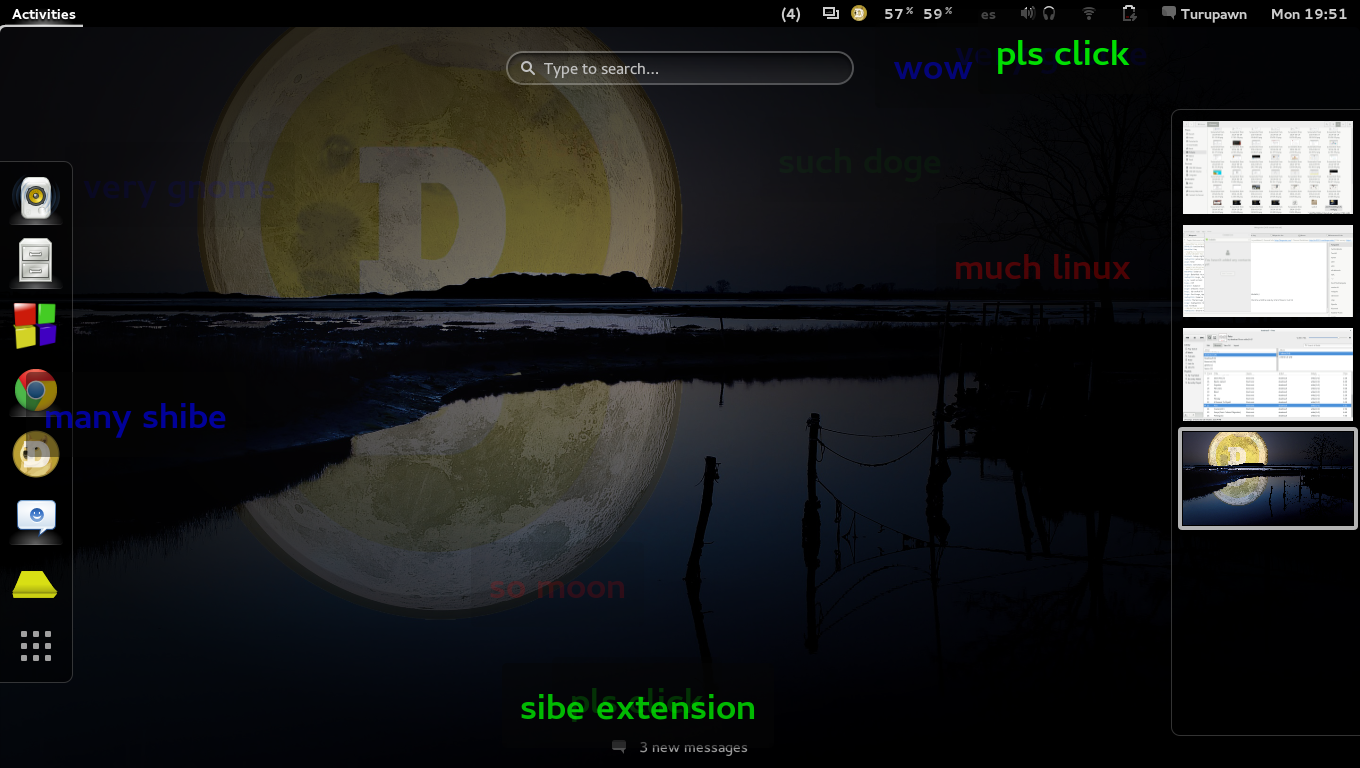 Activities
(4)
57%
59%
es
Turupawn
Mon 19:51
Type to search...
wow
pls click
such doge
very gnome
much linux
many shibe
so moon
pls click
sibe extension
3 new messages